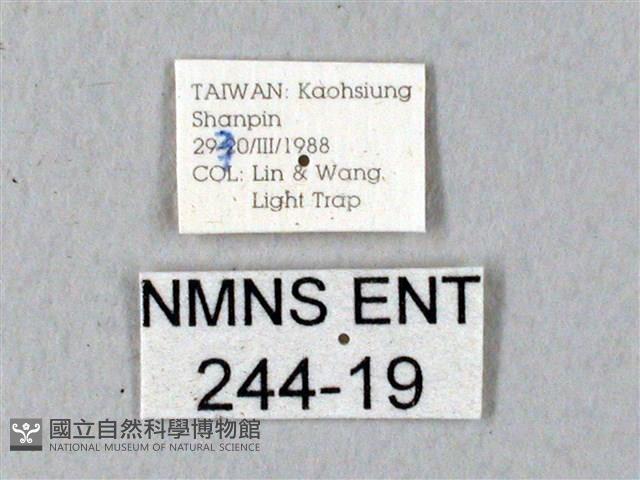 TAIWAN: Kaohsiung
Shanpin
29-30/III/1988
COL: Lin & Wang
Light Trap
NMNS ENT
244-19
國立自然科學博物館
NATIONAL MUSEUM OF NATURAL SCIENCE